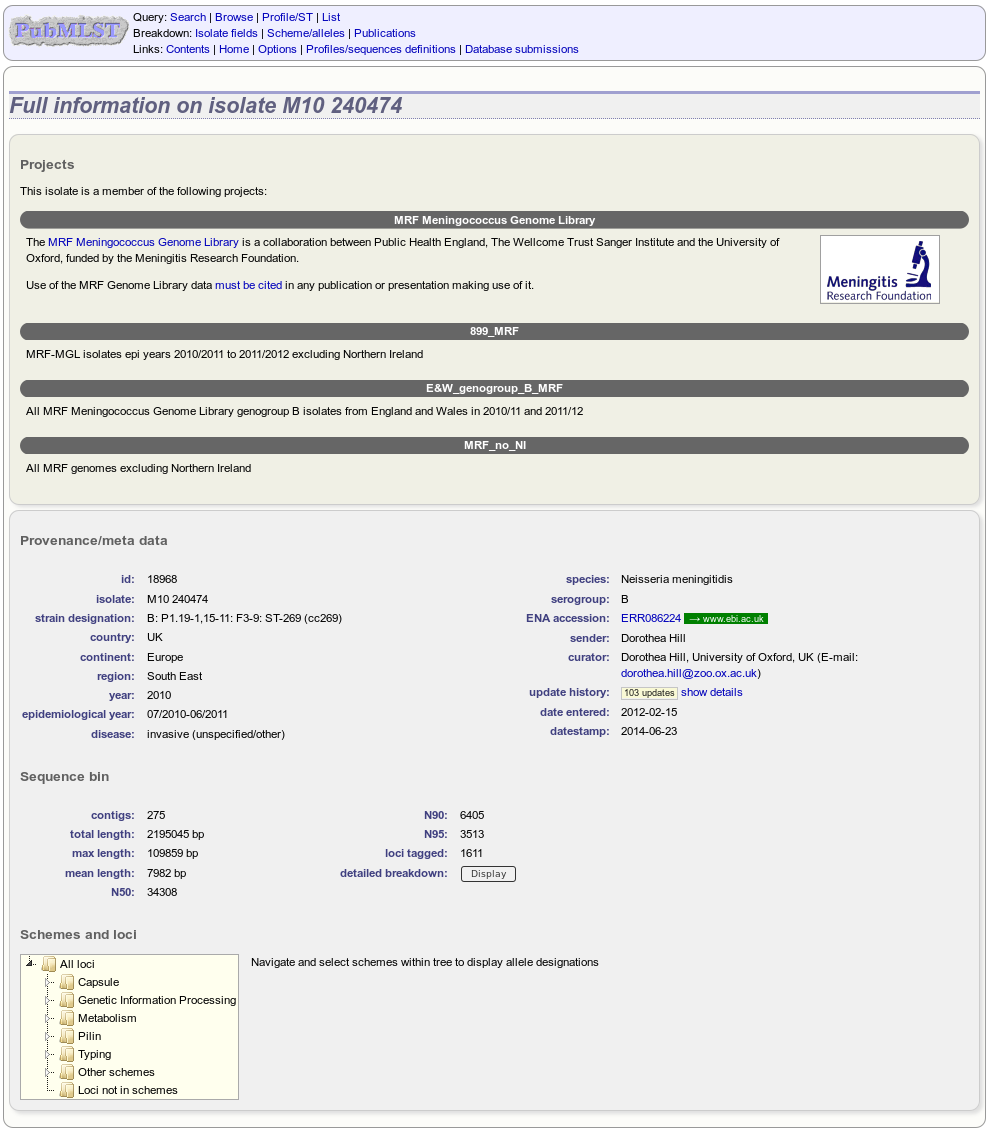 PubMLST
Query: Search | Browse | Profile/ST | List
Breakdown: Isolate fields | Scheme/alleles | Publications
Links: Contents | Home | Options | Profiles/sequences definitions | Database submissions
Full information on isolate M10 240474
Projects
This isolate is a member of the following projects:
MRF Meningococcus Genome Library
The MRF Meningococcus Genome Library is a collaboration between Public Health England, The Wellcome Trust Sanger Institute and the University of
Oxford, funded by the Meningitis Research Foundation.
Use of the MRF Genome Library data must be cited in any publication or presentation making use of it.
Meningitis
Research Foundation
899_MRF
MRF-MGL isolates epi years 2010/2011 to 2011/2012 excluding Northern Ireland
E&W_genogroup_B_MRF
All MRF Meningococcus Genome Library genogroup B isolates from England and Wales in 2010/11 and 2011/12
MRF_no_NI
All MRF genomes excluding Northern Ireland
Provenance/meta data
id: 18968
isolate: M10 240474
strain designation: B: P1.19-1,15-11: F3-9: ST-269 (cc269)
country: UK
continent: Europe
region: South East
year: 2010
epidemiological year: 07/2010-06/2011
disease: invasive (unspecified/other)
species: Neisseria meningitidis
serogroup: B
ENA accession: ERR086224 → www.ebi.ac.uk
sender: Dorothea Hill
curator: Dorothea Hill, University of Oxford, UK (E-mail:
dorothea.hill@zoo.ox.ac.uk)
update history: 103 updates show details
date entered: 2012-02-15
datestamp: 2014-06-23
Sequence bin
contigs: 275
total length: 2195045 bp
max length: 109859 bp
mean length: 7982 bp
N50: 34308
N90: 6405
N95: 3513
loci tagged: 1611
detailed breakdown: Display
Schemes and loci
All loci
Capsule
Genetic Information Processing
Metabolism
Pilin
Typing
Other schemes
Loci not in schemes
Navigate and select schemes within tree to display allele designations